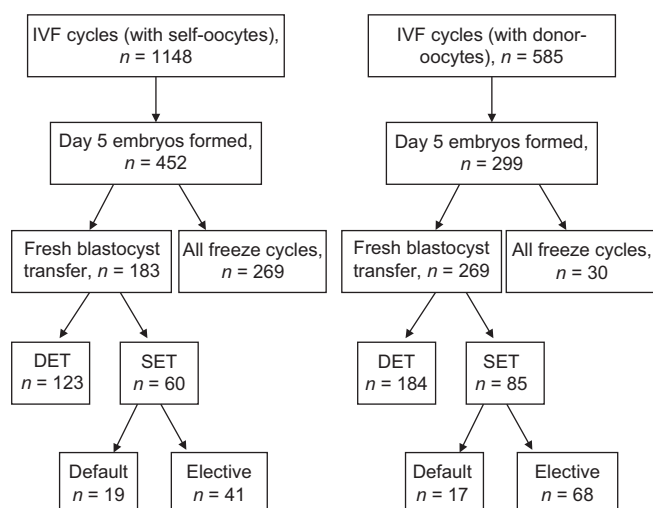 IVF cycles (with self-oocytes),
n = 1148
IVF cycles (with donor-
oocytes), n = 585
Day 5 embryos formed,
n = 452
Day 5 embryos formed,
n = 299
Fresh blastocyst
transfer, n = 183
All freeze cycles,
n = 269
Fresh blastocyst
transfer, n = 269
All freeze cycles,
n = 30
DET
n = 123
SET
n = 60
DET
n = 184
SET
n = 85
Default
n = 19
Elective
n = 41
Default
n = 17
Elective
n = 68